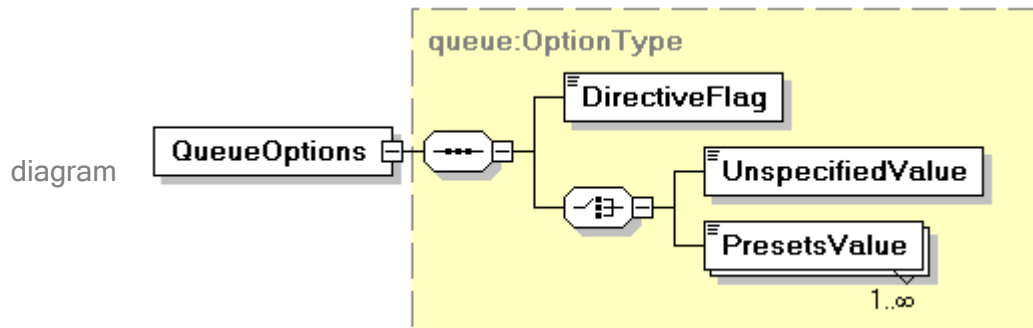 queue:OptionType
DirectiveFlag
QueueOptions
diagram
UnspecifiedValue
PresetsValue
1..∞